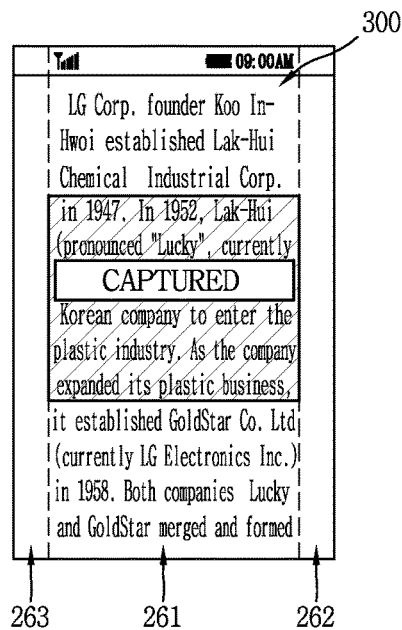 300
09:00AM
LG Corp. founder Koo In-
Hwoi established Lak-Hui
Chemical Industrial Corp.
in 1947. In 1952, Lak-Hui
(pronounced "Lucky", currently
CAPTURED
Korean company to enter the
plastic industry. As the company
expanded its plastic business,
it established GoldStar Co. Ltd
(currently LG Electronics Inc.)
in 1958. Both companies Lucky
and GoldStar merged and formed
263 261 262